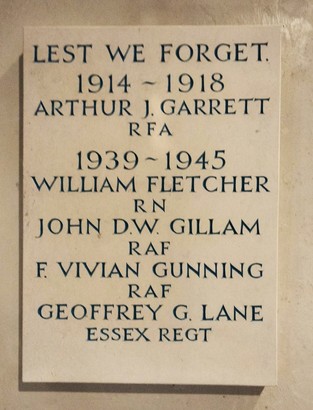 LEST WE FORGET.
1914 ~ 1918
ARTHUR J. GARRETT
RFA
1939 ~ 1945
WILLIAM FLETCHER
RN
JOHN D.W. GILLAM
RAF
F. VIVIAN GUNNING
RAF
GEOFFREY G. LANE
ESSEX REGT